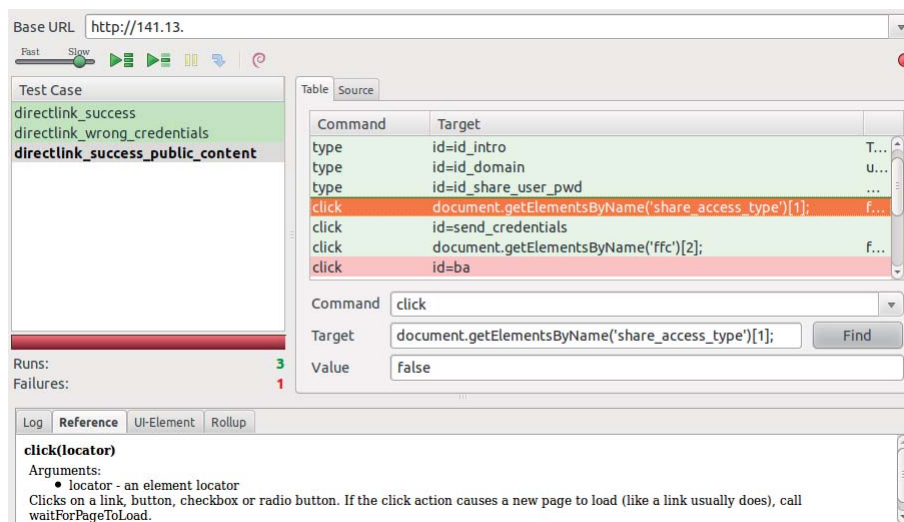 Base URL http://141.13.
Fast Slow
Test Case
directlink_success
directlink_wrong_credentials
directlink_success_public_content
Runs: 3
Failures: 1
Table Source
Command Target
type id=id_intro T...
type id=id_domain u...
type id=id_share_user_pwd ...
click document.getElementsByName('share_access_type')[1]; f...
click id=send_credentials
click document.getElementsByName('ffc')[2]; f...
click id=ba
Command click
Target document.getElementsByName('share_access_type')[1]; Find
Value false
Log Reference UI-Element Rollup
click(locator)
Arguments:
• locator - an element locator
Clicks on a link, button, checkbox or radio button. If the click action causes a new page to load (like a link usually does), call
waitForPageToLoad.